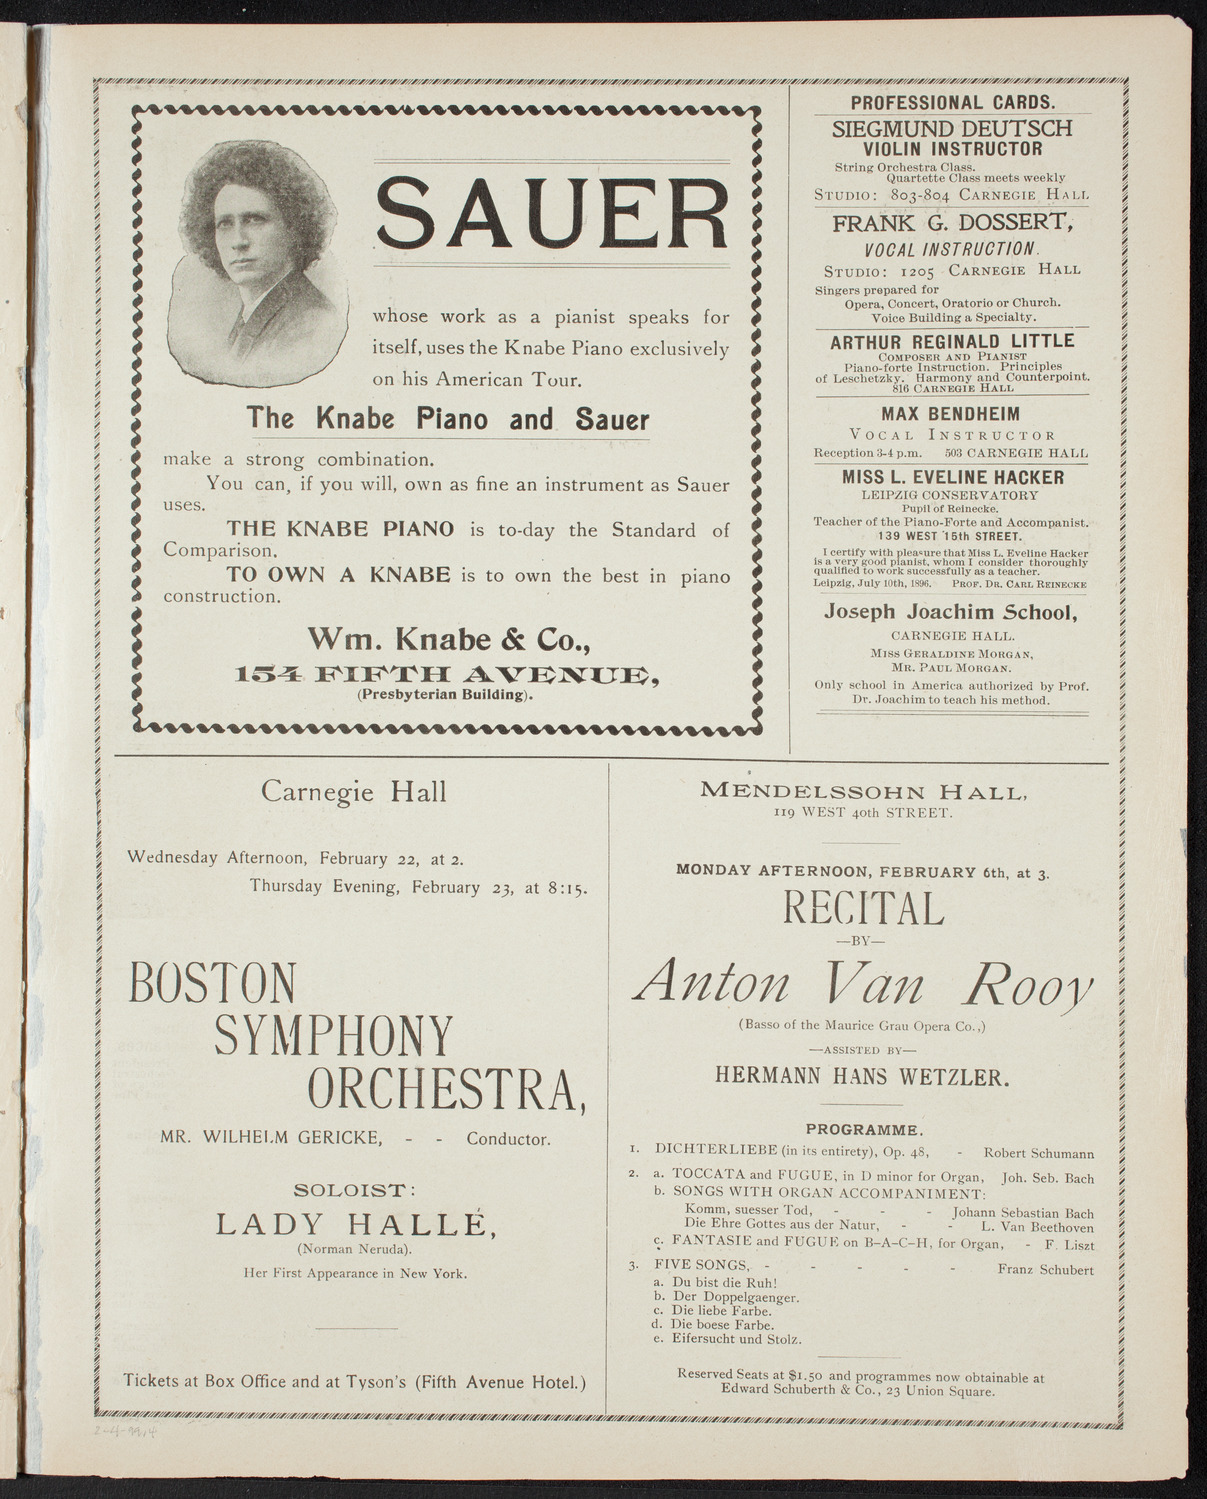 SAUER
whose work as a pianist speaks for
itself, uses the Knabe Piano exclusively
on his American Tour.
The Knabe Piano and Sauer
make a strong combination.
You can, if you will, own as fine an instrument as Sauer
uses.
THE KNABE PIANO is to-day the Standard of
Comparison.
TO OWN A KNABE is to own the best in piano
construction.
Wm. Knabe & Co.,
154 FIFTH AVENUE,
(Presbyterian Building).
PROFESSIONAL CARDS.
SIEGMUND DEUTSCH
VIOLIN INSTRUCTOR
String Orchestra Class.
Quartette Class meets weekly
STUDIO: 803-804 CARNEGIE HALL
FRANK G. DOSSERT,
VOCAL INSTRUCTION.
STUDIO: 1205 CARNEGIE HALL
Singers prepared for
Opera, Concert, Oratorio or Church.
Voice Building a Specialty.
ARTHUR REGINALD LITTLE
COMPOSER AND PIANIST
Piano-forte Instruction. Principles
of Leschetzky. Harmony and Counterpoint.
816 CARNEGIE HALL
MAX BENDHEIM
VOCAL INSTRUCTOR
Reception 3-4 p.m. 503 CARNEGIE HALL
MISS L. EVELINE HACKER
LEIPZIG CONSERVATORY
Pupil of Reinecke.
Teacher of the Piano-Forte and Accompanist.
139 WEST 15th STREET.
I certify with pleasure that Miss L. Eveline Hacker
is a very good pianist, whom I consider thoroughly
qualified to work successfully as a teacher.
Leipzig, July 10th, 1896. PROF. DR. CARL REINECKE
Joseph Joachim School,
CARNEGIE HALL.
MISS GERALDINE MORGAN,
MR. PAUL MORGAN.
Only school in America authorized by Prof.
Dr. Joachim to teach his method.
Carnegie Hall
Wednesday Afternoon, February 22, at 2.
Thursday Evening, February 23, at 8:15.
BOSTON
SYMPHONY
ORCHESTRA,
MR. WILHELM GERICKE, - - Conductor.
SOLOIST:
LADY HALLÉ,
(Norman Neruda).
Her First Appearance in New York.
Tickets at Box Office and at Tyson's (Fifth Avenue Hotel.)
MENDELSSOHN HALL,
119 WEST 40th STREET.
MONDAY AFTERNOON, FEBRUARY 6th, at 3.
RECITAL
—BY—
Anton Van Rooy
(Basso of the Maurice Grau Opera Co.,)
—ASSISTED BY—
HERMANN HANS WETZLER.
PROGRAMME.
1. DICHTERLIEBE (in its entirety), Op. 48, - Robert Schumann
2. a. TOCCATA and FUGUE, in D minor for Organ, Joh. Seb. Bach
b. SONGS WITH ORGAN ACCOMPANIMENT:
Komm, suesser Tod, - - - Johann Sebastian Bach
Die Ehre Gottes aus der Natur, - - L. Van Beethoven
c. FANTASIE and FUGUE on B-A-C-H, for Organ, - F. Liszt
3. FIVE SONGS, - - - - - Franz Schubert
a. Du bist die Ruh!
b. Der Doppelgaenger.
c. Die liebe Farbe.
d. Die boese Farbe.
e. Eifersucht und Stolz.
Reserved Seats at $1.50 and programmes now obtainable at
Edward Schuberth & Co., 23 Union Square.